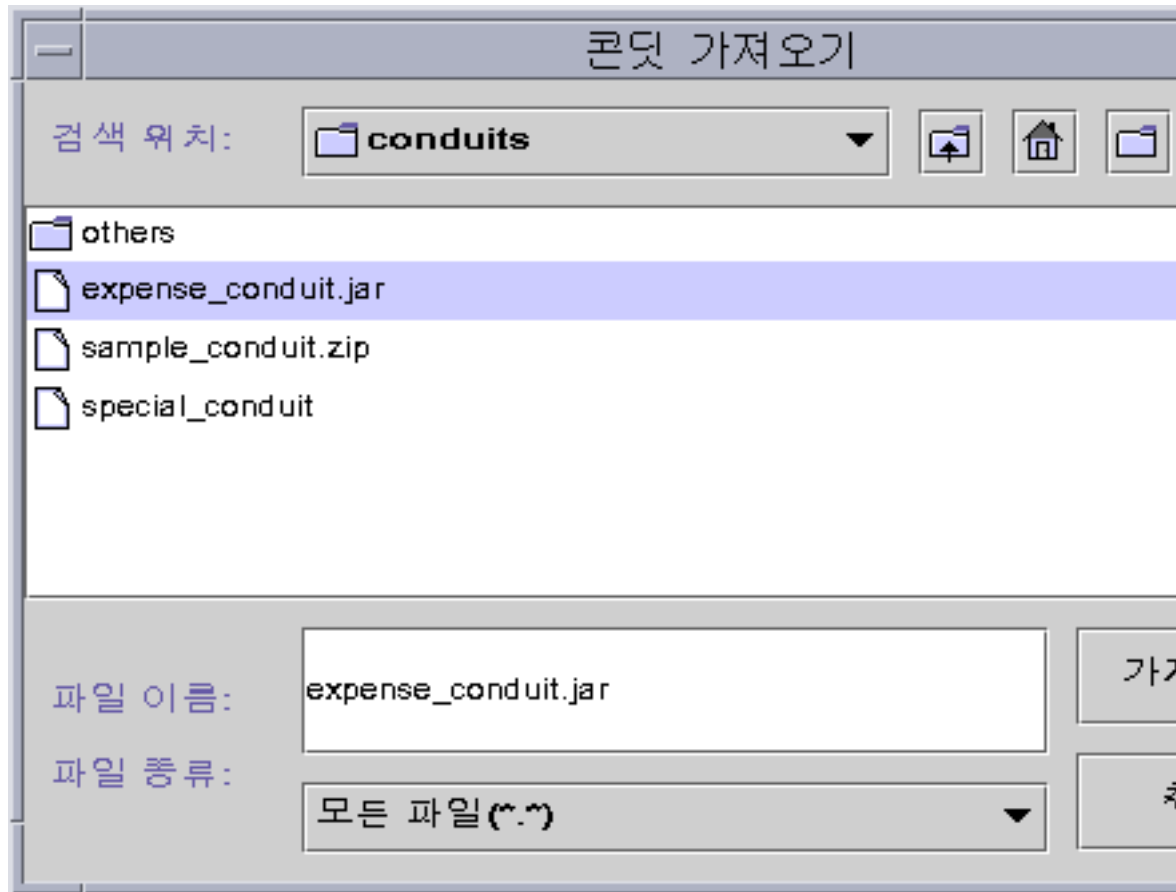 콘딧 가져오기
검색 위치:
conduits
others
expense_conduit.jar
sample_conduit.zip
special_conduit
파일 이름:
expense_conduit.jar
파일 종류:
모든 파일(*.*)